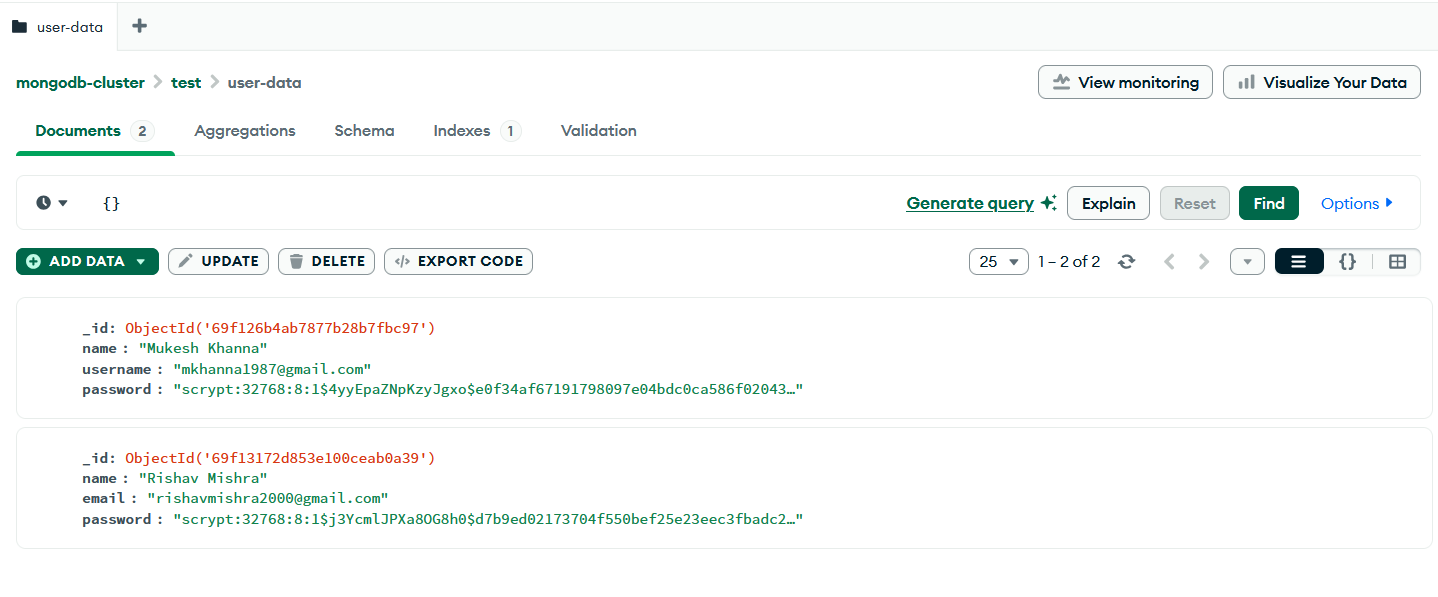 user-data
mongodb-cluster > test > user-data
View monitoring
Visualize Your Data
Documents 2 Aggregations Schema Indexes 1 Validation
{}
Generate query Explain Reset Find Options
ADD DATA UPDATE DELETE </> EXPORT CODE
25 1 – 2 of 2 {}
_id: ObjectId('69f126b4ab7877b28b7fbc97')
name : "Mukesh Khanna"
username : "mkhanna1987@gmail.com"
password : "scrypt:32768:8:1$4yyEpaZNpKzyJgxo$e0f34af67191798097e04bdc0ca586f02043…"
_id: ObjectId('69f13172d853e100ceab0a39')
name : "Rishav Mishra"
email : "rishavmishra2000@gmail.com"
password : "scrypt:32768:8:1$j3YcmlJPXa8OG8h0$d7b9ed02173704f550bef25e23eec3fbadc2…"